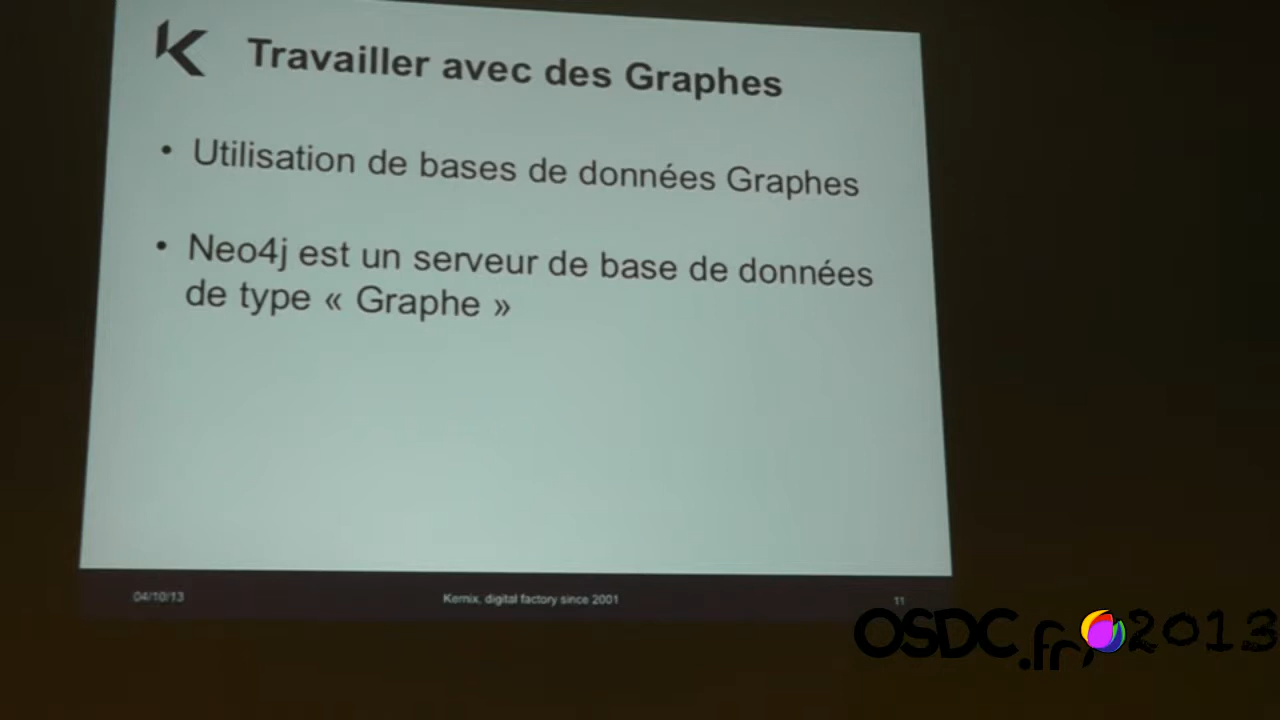 Travailler avec des Graphes
• Utilisation de bases de données Graphes
• Neo4j est un serveur de base de données
de type « Graphe »
04/10/13
Kernix, digital factory since 2001
11
OSDC.fr 2013